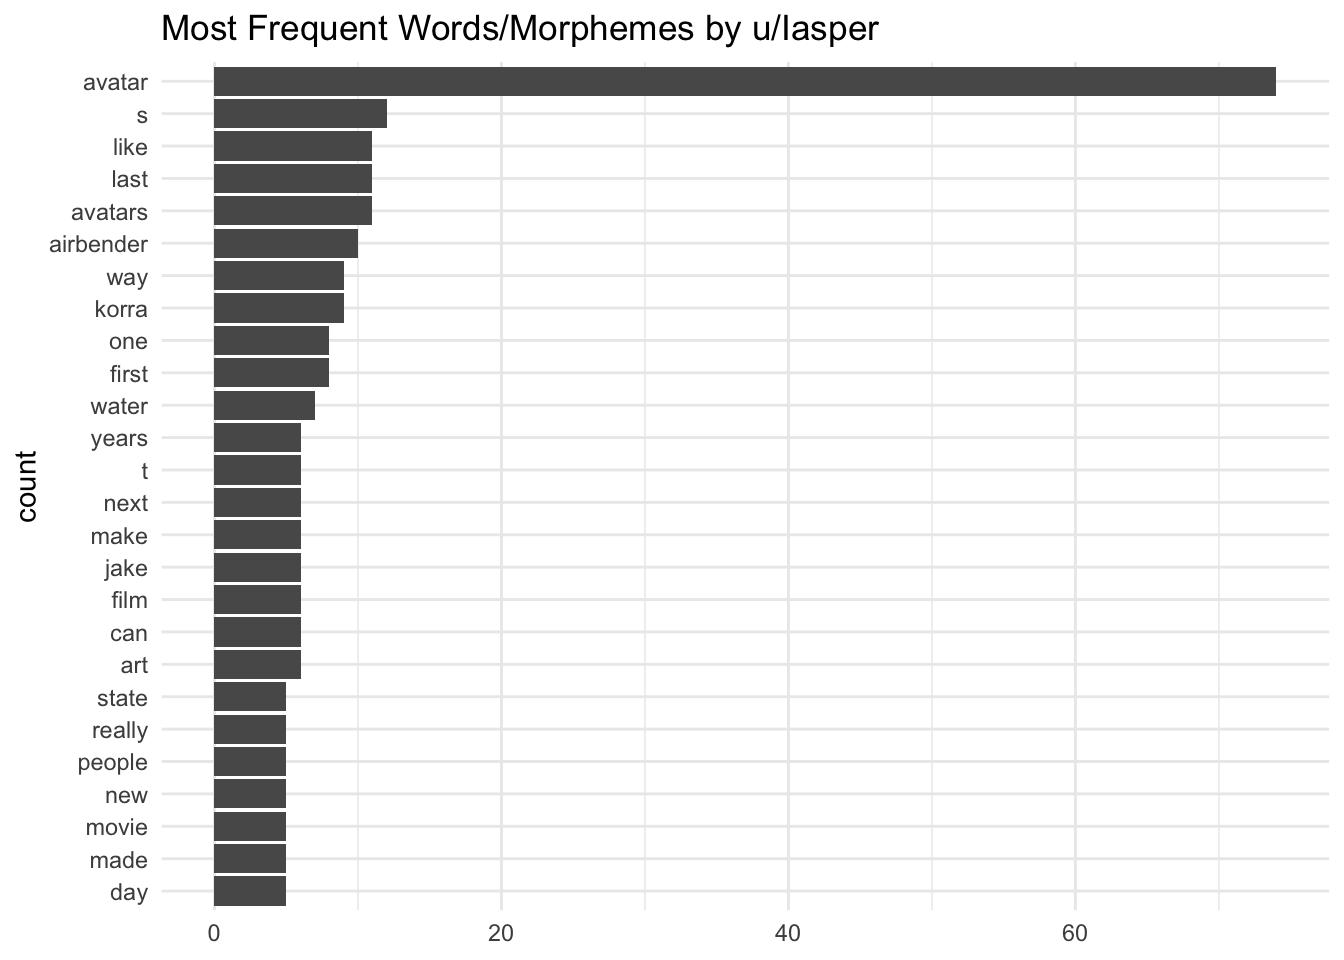 Most Frequent Words/Morphemes by u/lasper
avatar
s
like
last
avatars
airbender
way
korra
one
first
water
years
t
next
make
jake
film
can
art
state
really
people
new
movie
made
day
count
0 20 40 60